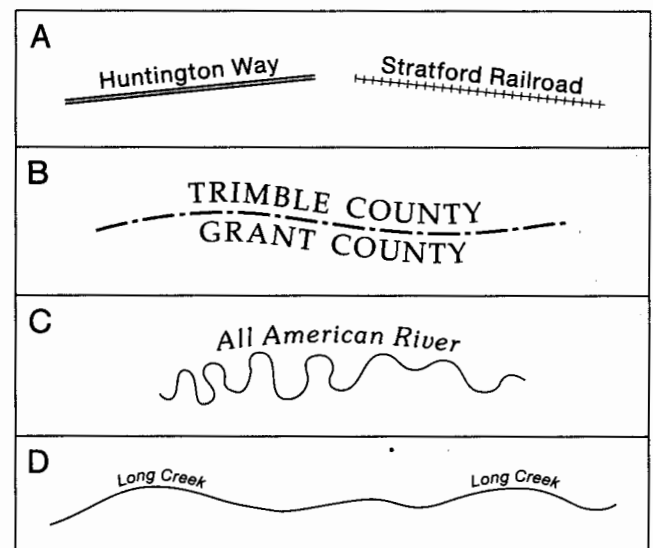 A
Huntington Way
Stratford Railroad
B
TRIMBLE COUNTY
GRANT COUNTY
C
All American River
D
Long Creek
Long Creek